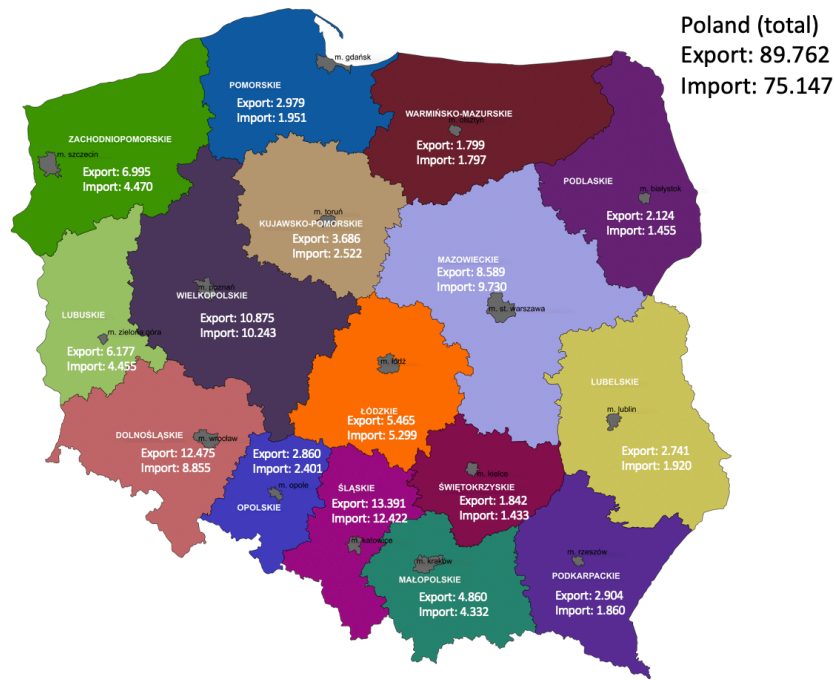 Poland (total)
Export: 89.762
Import: 75.147
m. gdańsk
POMORSKIE
Export: 2.979
Import: 1.951
WARMIŃSKO-MAZURSKIE
m. olsztyn
Export: 1.799
Import: 1.797
ZACHODNIOPOMORSKIE
m. szczecin
Export: 6.995
Import: 4.470
PODLASKIE
m. białystok
Export: 2.124
Import: 1.455
m. toruń
KUJAWSKO-POMORSKIE
Export: 3.686
Import: 2.522
MAZOWIECKIE
Export: 8.589
Import: 9.730
m. st. warszawa
m. poznań
WIELKOPOLSKIE
Export: 10.875
Import: 10.243
LUBUSKIE
m. zielona góra
Export: 6.177
Import: 4.455
m. łódź
ŁÓDZKIE
Export: 5.465
Import: 5.299
LUBELSKIE
m. lublin
Export: 2.741
Import: 1.920
DOLNOŚLĄSKIE
m. wrocław
Export: 12.475
Import: 8.855
Export: 2.860
Import: 2.401
m. opole
OPOLSKIE
ŚLĄSKIE
Export: 13.391
Import: 12.422
m. katowice
m. kielce
ŚWIĘTOKRZYSKIE
Export: 1.842
Import: 1.433
m. kraków
MAŁOPOLSKIE
Export: 4.860
Import: 4.332
m. rzeszów
PODKARPACKIE
Export: 2.904
Import: 1.860